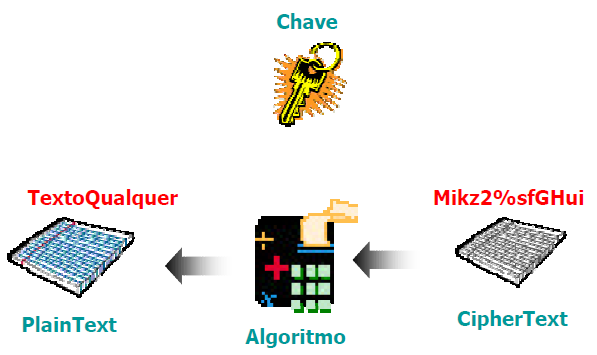 Chave
TextoQualquer
Mikz2%sfGHui
PlainText
Algoritmo
CipherText